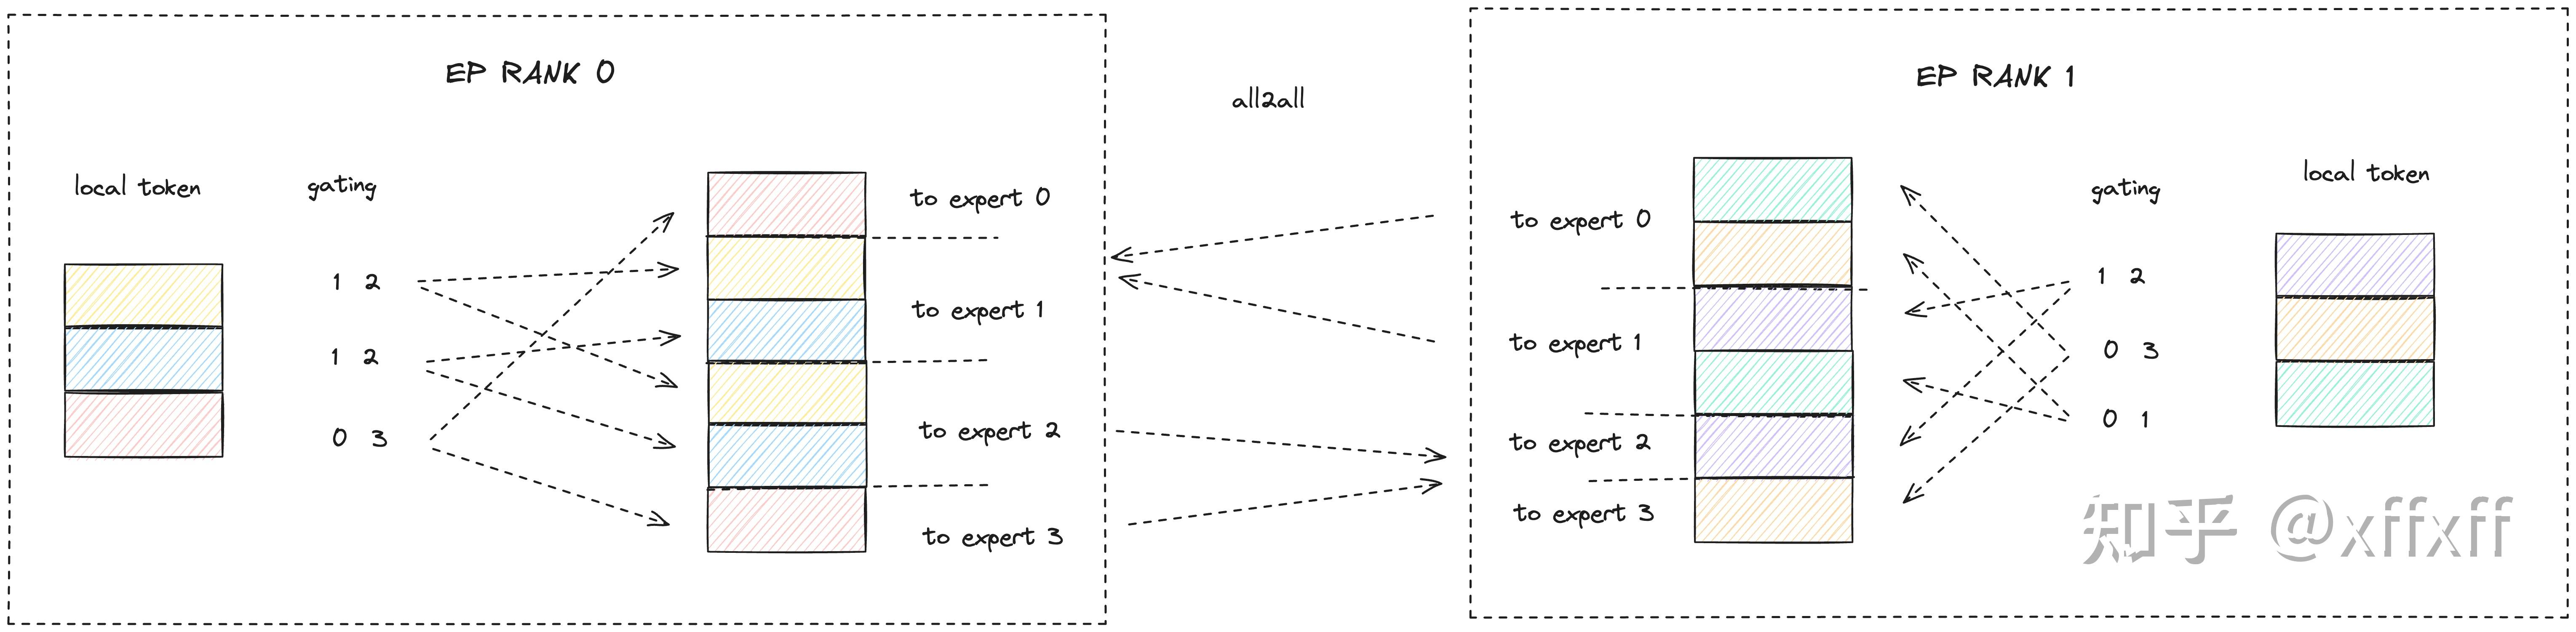 EP RANK 0
local token
gating
1 2
1 2
0 3
to expert 0
to expert 1
to expert 2
to expert 3
all2all
EP RANK 1
to expert 0
to expert 1
to expert 2
to expert 3
gating
1 2
0 3
0 1
local token
知乎 @xffxff